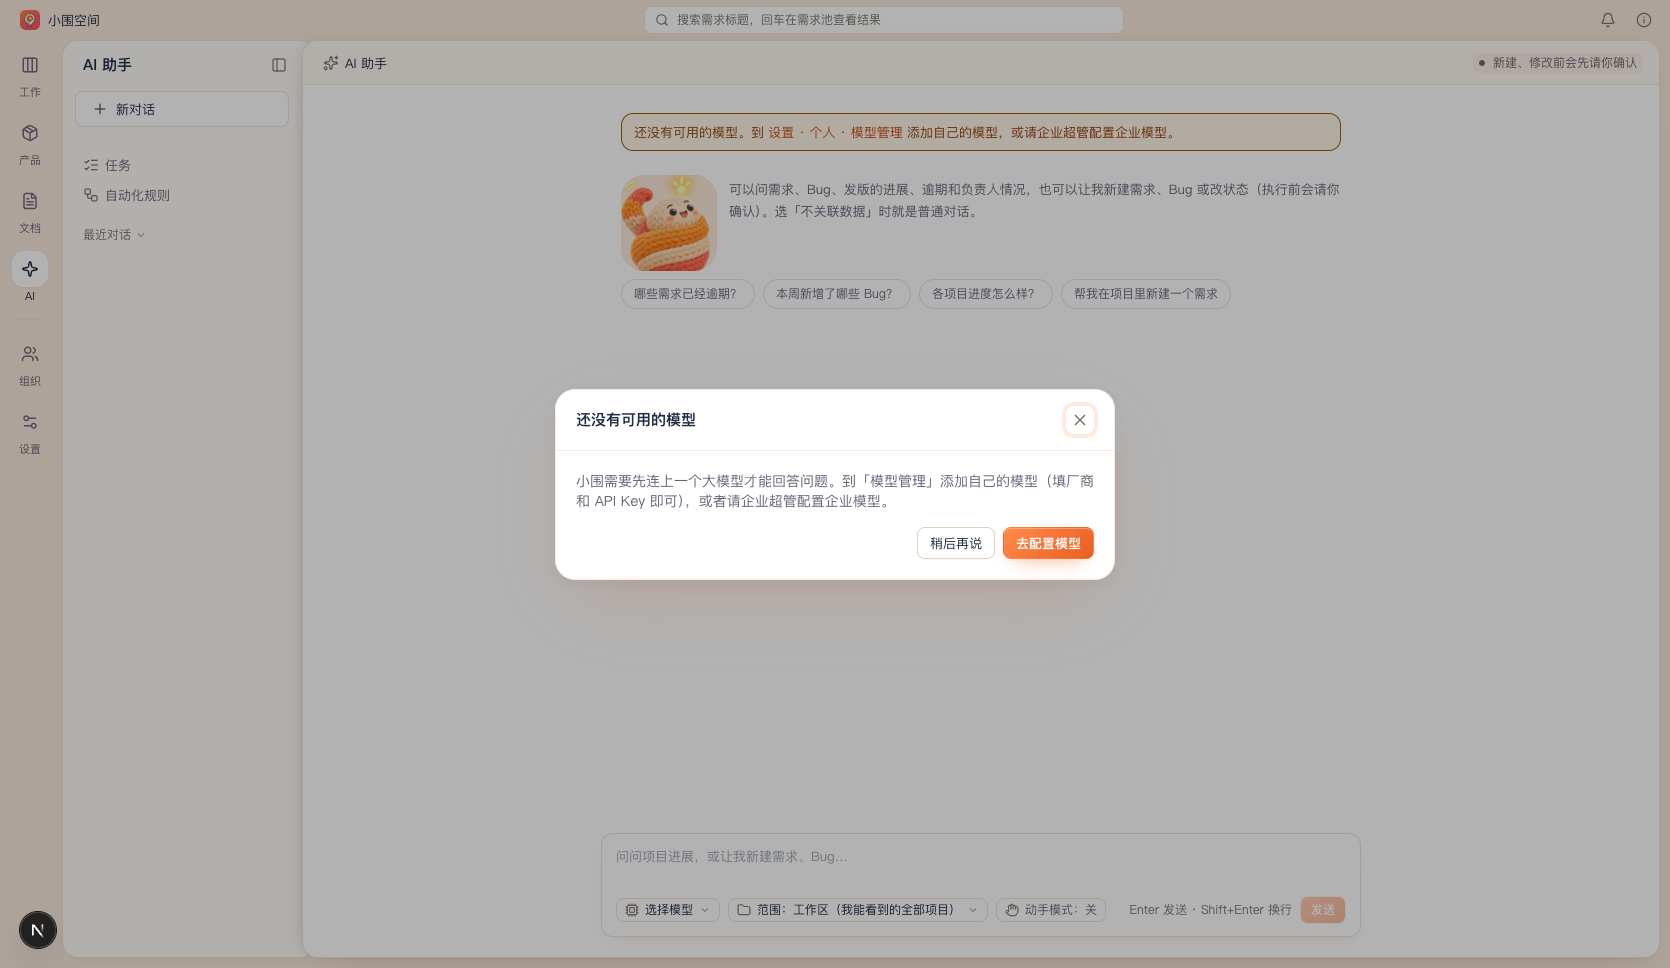 小围空间
搜索需求标题，回车在需求池查看结果
工作
产品
文档
AI
组织
设置
AI 助手
新对话
任务
自动化规则
最近对话
AI 助手
新建、修改前会先请你确认
还没有可用的模型。到 设置 · 个人 · 模型管理 添加自己的模型，或请企业超管配置企业模型。
可以问需求、Bug、发版的进展、逾期和负责人情况，也可以让我新建需求、Bug 或改状态（执行前会请你
确认）。选「不关联数据」时就是普通对话。
哪些需求已经逾期？
本周新增了哪些 Bug？
各项目进度怎么样？
帮我在项目里新建一个需求
还没有可用的模型
小围需要先连上一个大模型才能回答问题。到「模型管理」添加自己的模型（填厂商
和 API Key 即可），或者请企业超管配置企业模型。
稍后再说
去配置模型
问问项目进展，或让我新建需求、Bug…
选择模型
范围：工作区（我能看到的全部项目）
动手模式：关
Enter 发送 · Shift+Enter 换行
发送
N